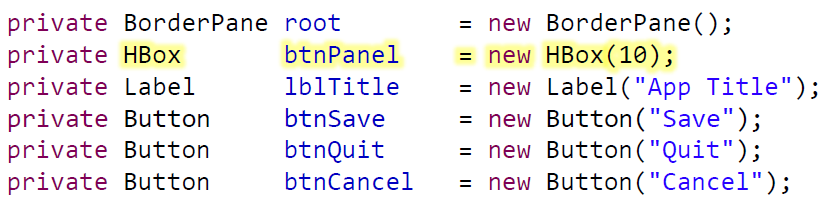 private BorderPane root          = new BorderPane();
private HBox       btnPanel    = new HBox(10);
private Label      lblTitle    = new Label("App Title");
private Button     btnSave     = new Button("Save");
private Button     btnQuit     = new Button("Quit");
private Button     btnCancel   = new Button("Cancel");